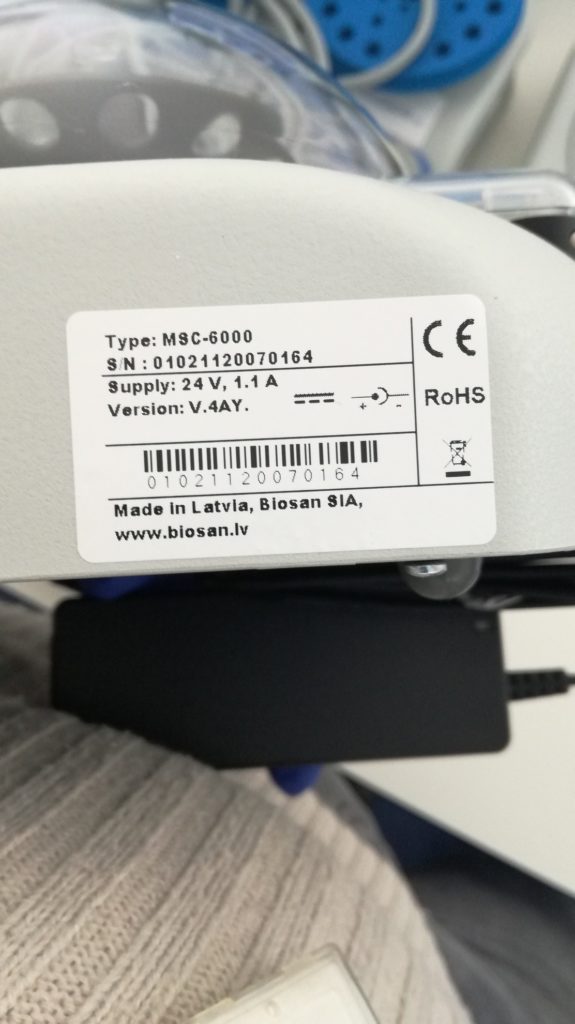 Type: MSC-6000
S/N : 01021120070164
Supply: 24 V, 1.1 A
Version: V.4AY.
+ -
CE
RoHS
01021120070164
Made in Latvia, Biosan SIA,
www.biosan.lv